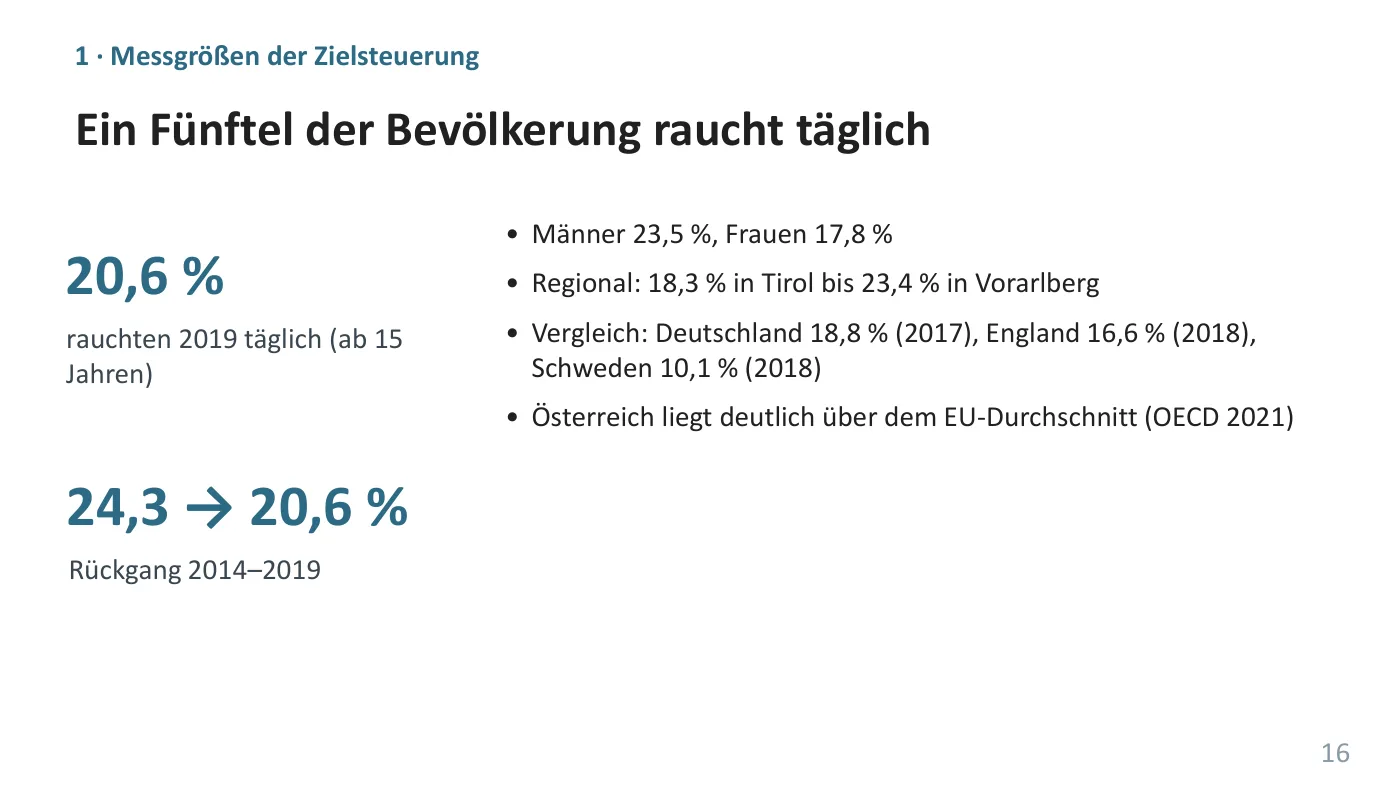 1 · Messgrößen der Zielsteuerung
Ein Fünftel der Bevölkerung raucht täglich
20,6 %
rauchten 2019 täglich (ab 15
Jahren)
24,3 → 20,6 %
Rückgang 2014–2019
• Männer 23,5 %, Frauen 17,8 %
• Regional: 18,3 % in Tirol bis 23,4 % in Vorarlberg
• Vergleich: Deutschland 18,8 % (2017), England 16,6 % (2018),
Schweden 10,1 % (2018)
• Österreich liegt deutlich über dem EU-Durchschnitt (OECD 2021)
16